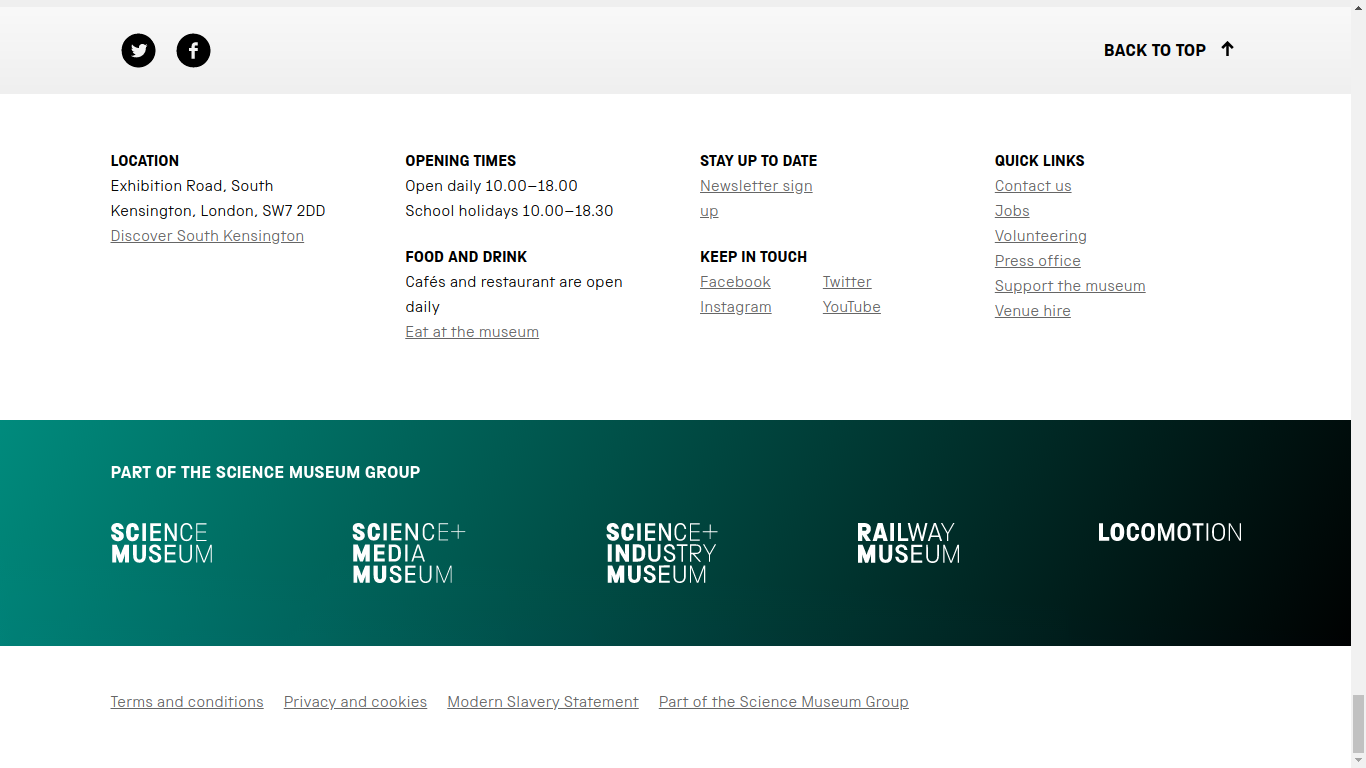 BACK TO TOP
LOCATION
Exhibition Road, South
Kensington, London, SW7 2DD
Discover South Kensington
OPENING TIMES
Open daily 10.00–18.00
School holidays 10.00–18.30
FOOD AND DRINK
Cafés and restaurant are open
daily
Eat at the museum
STAY UP TO DATE
Newsletter sign
up
KEEP IN TOUCH
Facebook
Twitter
Instagram
YouTube
QUICK LINKS
Contact us
Jobs
Volunteering
Press office
Support the museum
Venue hire
PART OF THE SCIENCE MUSEUM GROUP
SCIENCE
MUSEUM
SCIENCE+
MEDIA
MUSEUM
SCIENCE+
INDUSTRY
MUSEUM
RAILWAY
MUSEUM
LOCOMOTION
Terms and conditions
Privacy and cookies
Modern Slavery Statement
Part of the Science Museum Group